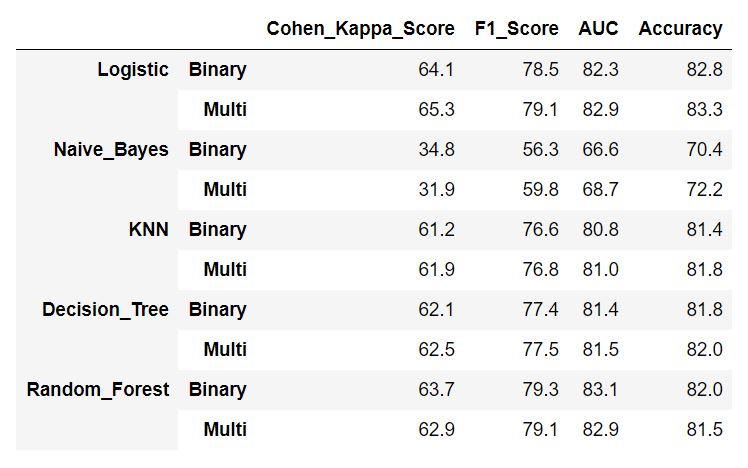 Cohen_Kappa_Score F1_Score AUC Accuracy
Logistic Binary 64.1 78.5 82.3 82.8
Multi 65.3 79.1 82.9 83.3
Naive_Bayes Binary 34.8 56.3 66.6 70.4
Multi 31.9 59.8 68.7 72.2
KNN Binary 61.2 76.6 80.8 81.4
Multi 61.9 76.8 81.0 81.8
Decision_Tree Binary 62.1 77.4 81.4 81.8
Multi 62.5 77.5 81.5 82.0
Random_Forest Binary 63.7 79.3 83.1 82.0
Multi 62.9 79.1 82.9 81.5